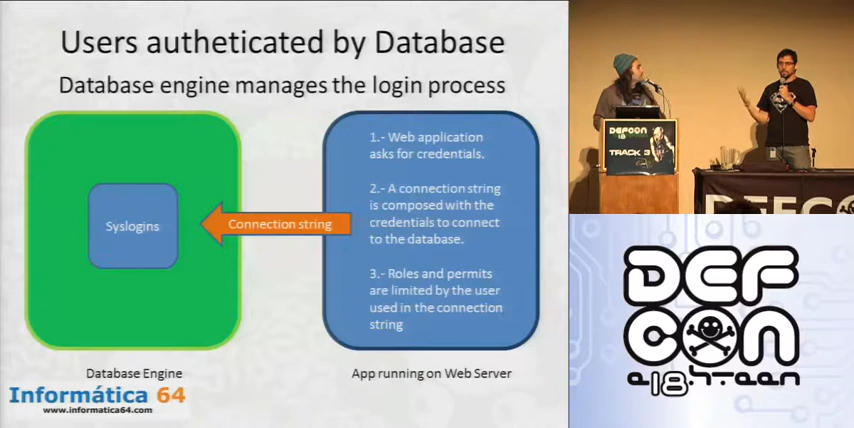 Users autheticated by Database
Database engine manages the login process
1.- Web application
asks for credentials.
2.- A connection string
is composed with the
credentials to connect
to the database.
3.- Roles and permits
are limited by the user
used in the connection
string
Syslogins
Connection string
Database Engine
App running on Web Server
Informática 64
www.informatica64.com
DEFCON
18
TRACK 3
DEFCO
DEF
CON
e18h.teen